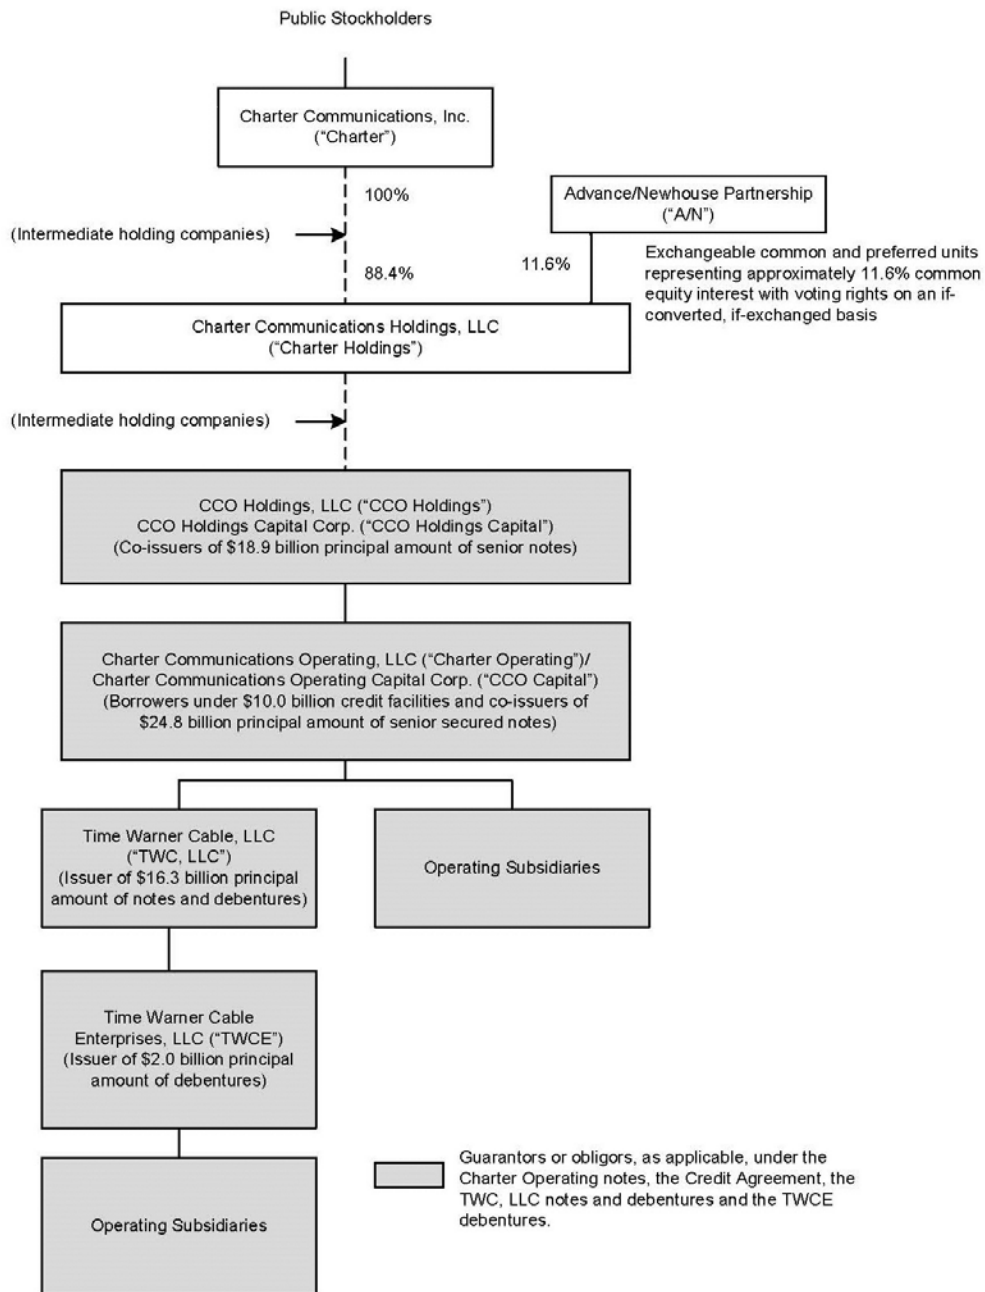 Public Stockholders
Charter Communications, Inc.
(“Charter”)
100%
Advance/Newhouse Partnership
(“A/N”)
(Intermediate holding companies)
88.4%
11.6%
Exchangeable common and preferred units
representing approximately 11.6% common
equity interest with voting rights on an if-
converted, if-exchanged basis
Charter Communications Holdings, LLC
(“Charter Holdings”)
(Intermediate holding companies)
CCO Holdings, LLC (“CCO Holdings”)
CCO Holdings Capital Corp. (“CCO Holdings Capital”)
(Co-issuers of $18.9 billion principal amount of senior notes)
Charter Communications Operating, LLC (“Charter Operating”)/
Charter Communications Operating Capital Corp. (“CCO Capital”)
(Borrowers under $10.0 billion credit facilities and co-issuers of
$24.8 billion principal amount of senior secured notes)
Time Warner Cable, LLC
(“TWC, LLC”)
(Issuer of $16.3 billion principal
amount of notes and debentures)
Operating Subsidiaries
Time Warner Cable
Enterprises, LLC (“TWCE”)
(Issuer of $2.0 billion principal
amount of debentures)
Operating Subsidiaries
Guarantors or obligors, as applicable, under the
Charter Operating notes, the Credit Agreement, the
TWC, LLC notes and debentures and the TWCE
debentures.